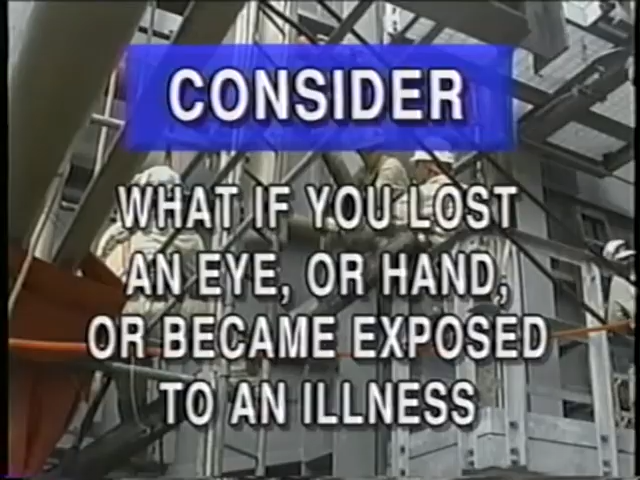 CONSIDER
WHAT IF YOU LOST
AN EYE, OR HAND,
OR BECAME EXPOSED
TO AN ILLNESS